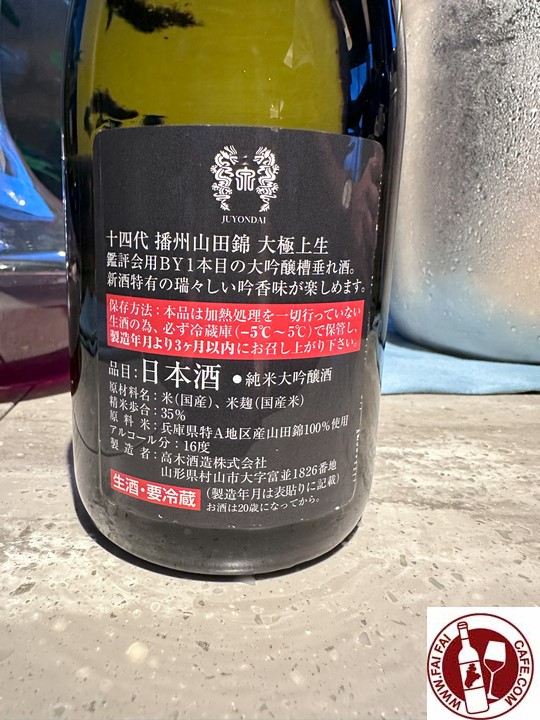 JUYONDAI
十四代 播州山田錦 大極上生
鑑評会用BY1本目の大吟醸槽垂れ酒。
新酒特有の瑞々しい吟香味が楽しめます。
保存方法：本品は加熱処理を一切行っていない
生酒の為、必ず冷蔵庫(−5℃～5℃)で保管し、
製造年月より3ヶ月以内にお召し上がり下さい。
品目：日本酒 ●純米大吟醸酒
原材料名：米(国産)、米麹(国産米)
精米歩合：35%
原料米：兵庫県特A地区産山田錦100%使用
アルコール分：16度
製造者：高木酒造株式会社
山形県村山市大字富並1826番地
生酒・要冷蔵 (製造年月は表貼りに記載)
お酒は20歳になってから。
WWW.FAI FAI CAFE.COM